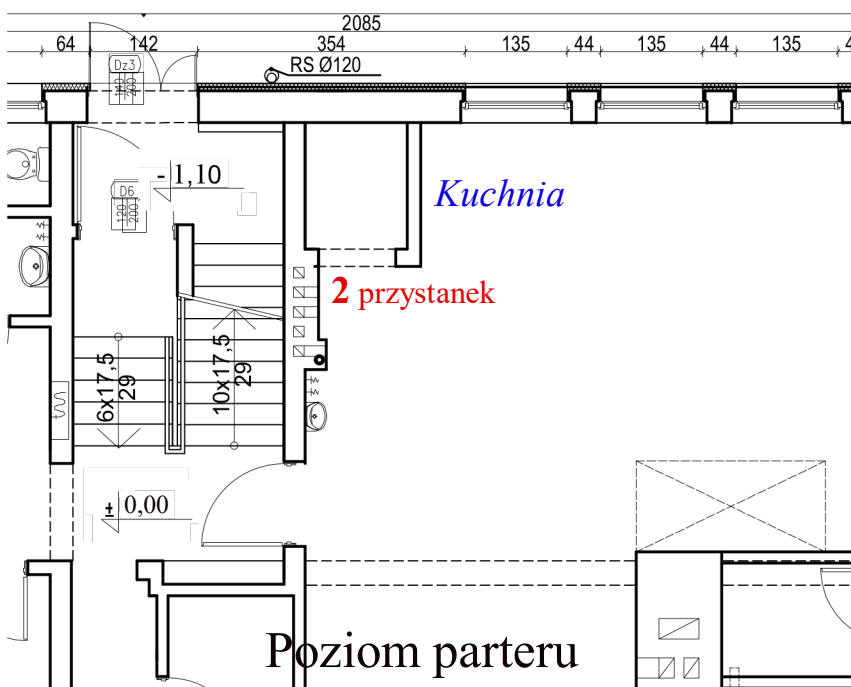 2085
64 142 354 135 44 135 44 135 4
Dz3
RS Ø120
140
200
- 1,10
D6
120
200
Kuchnia
2 przystanek
6x17,5
29
10x17,5
29
± 0,00
Poziom parteru